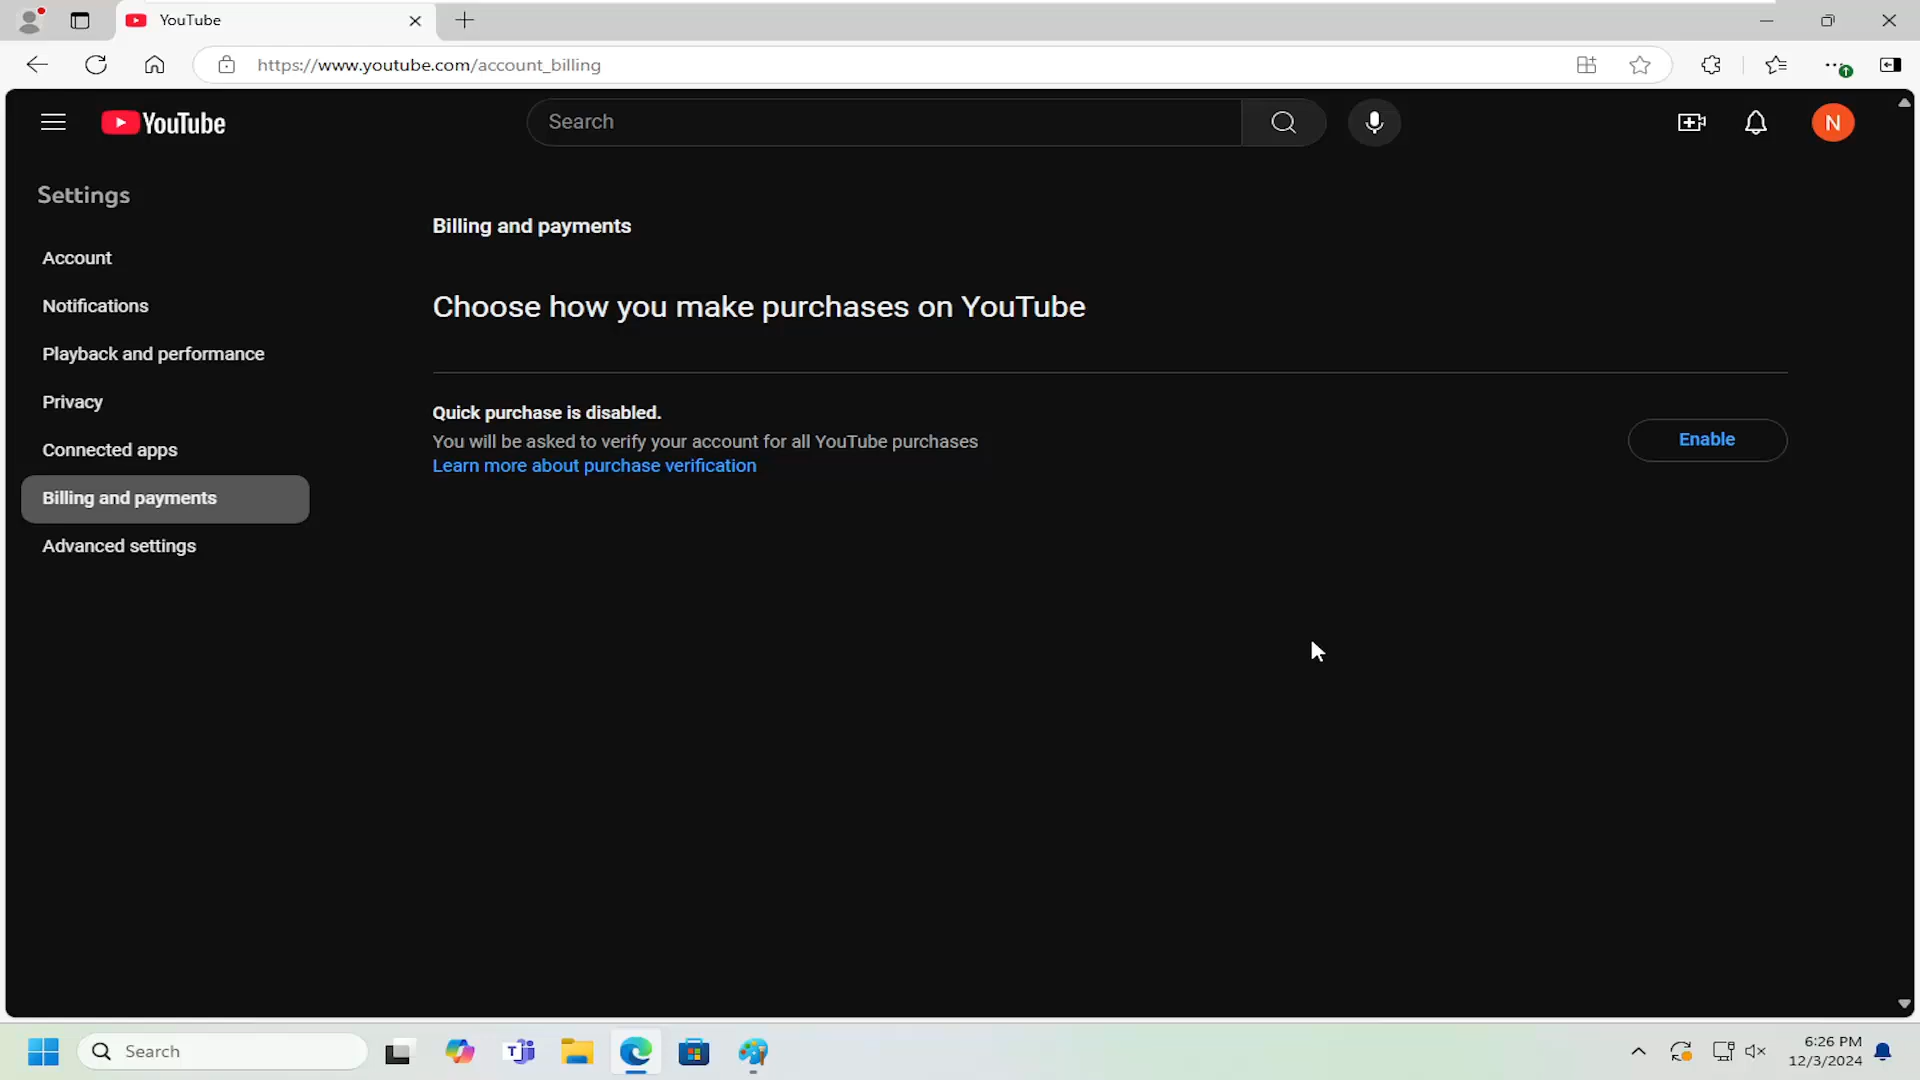 YouTube
https://www.youtube.com/account_billing
YouTube
Search
N
Settings
Account
Notifications
Playback and performance
Privacy
Connected apps
Billing and payments
Advanced settings
Billing and payments
Choose how you make purchases on YouTube
Quick purchase is disabled.
You will be asked to verify your account for all YouTube purchases
Learn more about purchase verification
Enable
Search
6:26 PM
12/3/2024